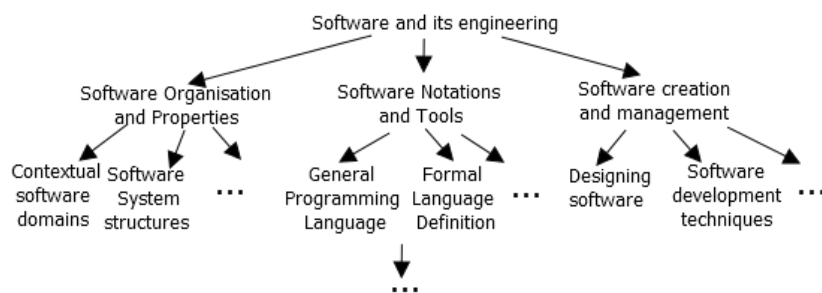 Software and its engineering
Software Organisation
and Properties
Software Notations
and Tools
Software creation
and management
Contextual
software
domains
Software
System
structures
...
General
Programming
Language
Formal
Language
Definition
...
Designing
software
Software
development
techniques
...
...